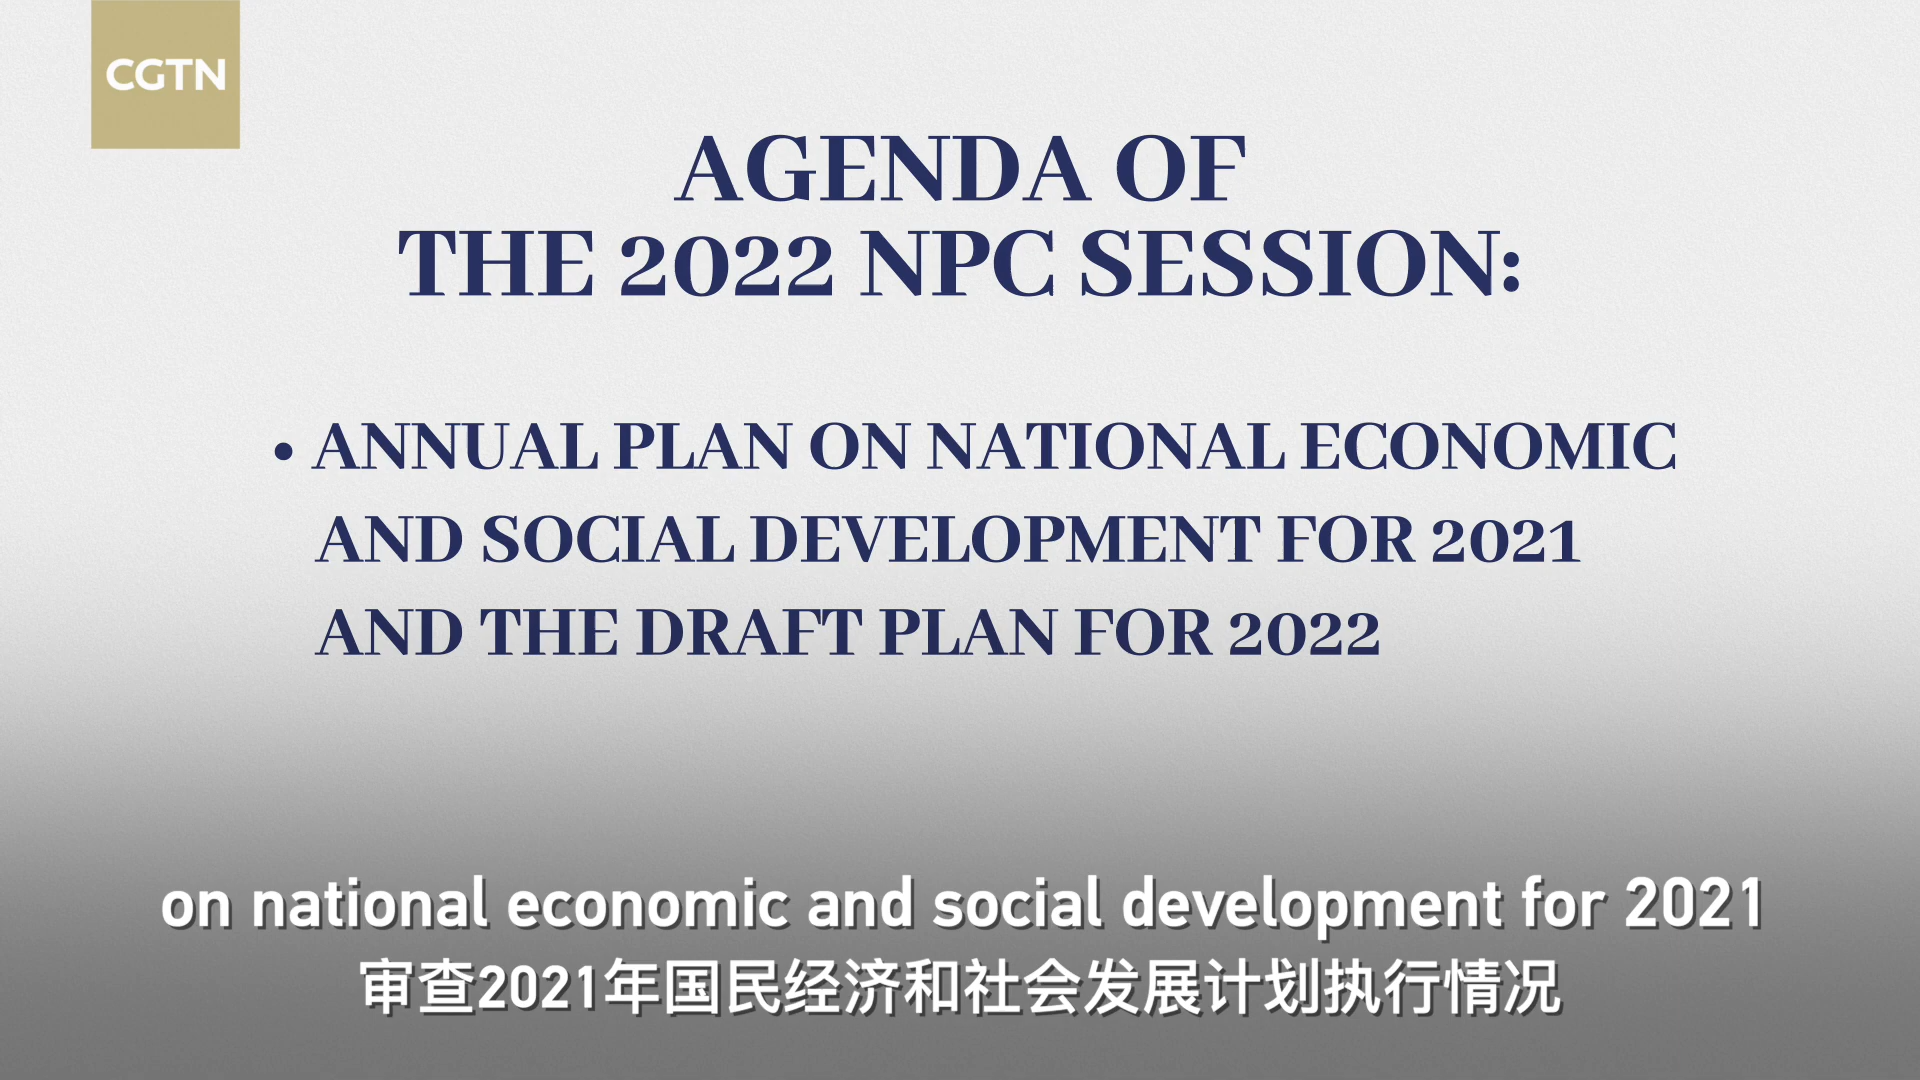 CGTN
AGENDA OF
THE 2022 NPC SESSION:
• ANNUAL PLAN ON NATIONAL ECONOMIC
AND SOCIAL DEVELOPMENT FOR 2021
AND THE DRAFT PLAN FOR 2022
on national economic and social development for 2021
审查2021年国民经济和社会发展计划执行情况